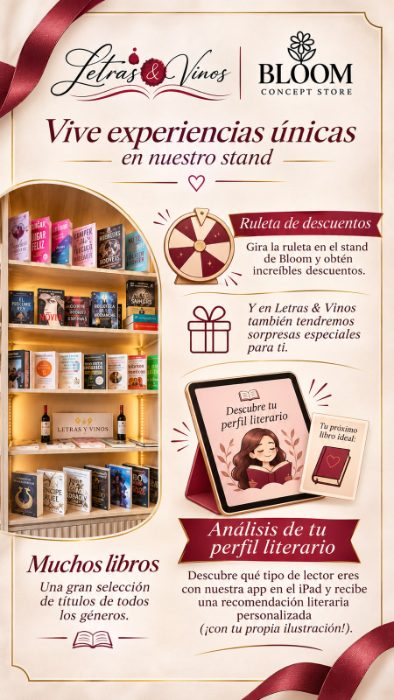 Letras & Vinos
BLOOM
CONCEPT STORE
Vive experiencias únicas
en nuestro stand
Ruleta de descuentos
Gira la ruleta en el stand
de Bloom y obtén
increíbles descuentos.
Y en Letras & Vinos
también tendremos
sorpresas especiales
para ti.
LETRAS Y VINOS
Descubre tu
perfil literario
Tu próximo
libro ideal:
Análisis de tu
perfil literario
Descubre qué tipo de lector eres
con nuestra app en el iPad y recibe
una recomendación literaria
personalizada
(¡con tu propia ilustración!).
Muchos libros
Una gran selección
de títulos de todos
los géneros.